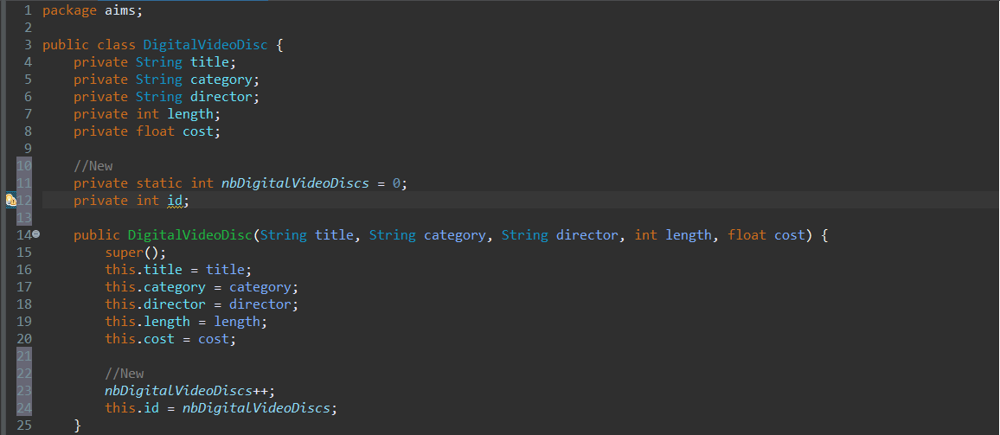 1 package aims;
2
3 public class DigitalVideoDisc {
4     private String title;
5     private String category;
6     private String director;
7     private int length;
8     private float cost;
9
10     //New
11     private static int nbDigitalVideoDiscs = 0;
12     private int id;
13
14     public DigitalVideoDisc(String title, String category, String director, int length, float cost) {
15         super();
16         this.title = title;
17         this.category = category;
18         this.director = director;
19         this.length = length;
20         this.cost = cost;
21
22         //New
23         nbDigitalVideoDiscs++;
24         this.id = nbDigitalVideoDiscs;
25     }